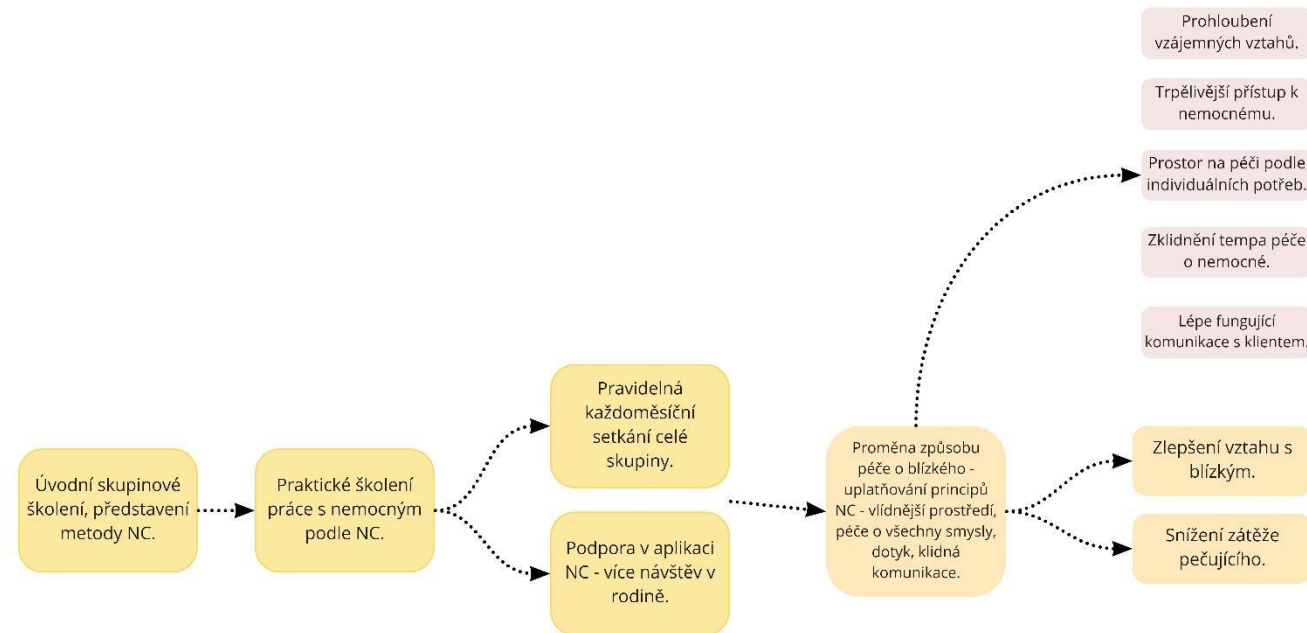 Prohloubení
vzájemných vztahů.
Trpělivější přístup k
nemocnému.
Prostor na péči podle
individuálních potřeb.
Zklidnění tempa péče
o nemocné.
Lépe fungující
komunikace s klientem.
Úvodní skupinové
školení, představení
metody NC.
Praktické školení
práce s nemocným
podle NC.
Pravidelná
každoměsíční
setkání celé
skupiny.
Podpora v aplikaci
NC - více návštěv v
rodině.
Proměna způsobu
péče o blízkého -
uplatňování principů
NC - vlídnější prostředí,
péče o všechny smysly,
dotyk, klidná
komunikace.
Zlepšení vztahu s
blízkým.
Snížení zátěže
pečujícího.